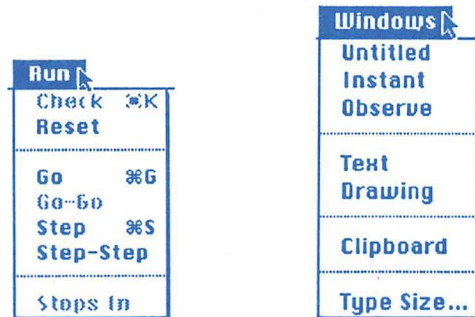 Run
Check ⌘K
Reset
Go ⌘G
Go-Go
Step ⌘S
Step-Step
Stops In
Windows
Untitled
Instant
Observe
Text
Drawing
Clipboard
Type Size...